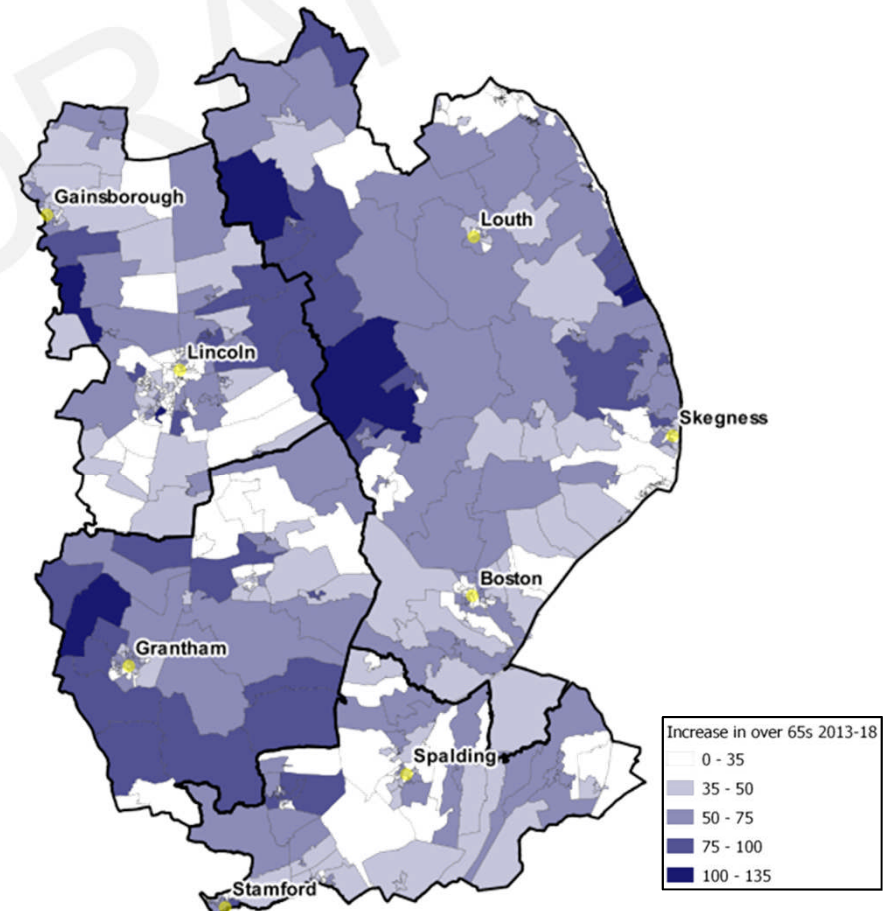 DRAF
Gainsborough
Louth
Lincoln
Skegness
Boston
Grantham
Spalding
Stamford
Increase in over 65s 2013-18
0 - 35
35 - 50
50 - 75
75 - 100
100 - 135